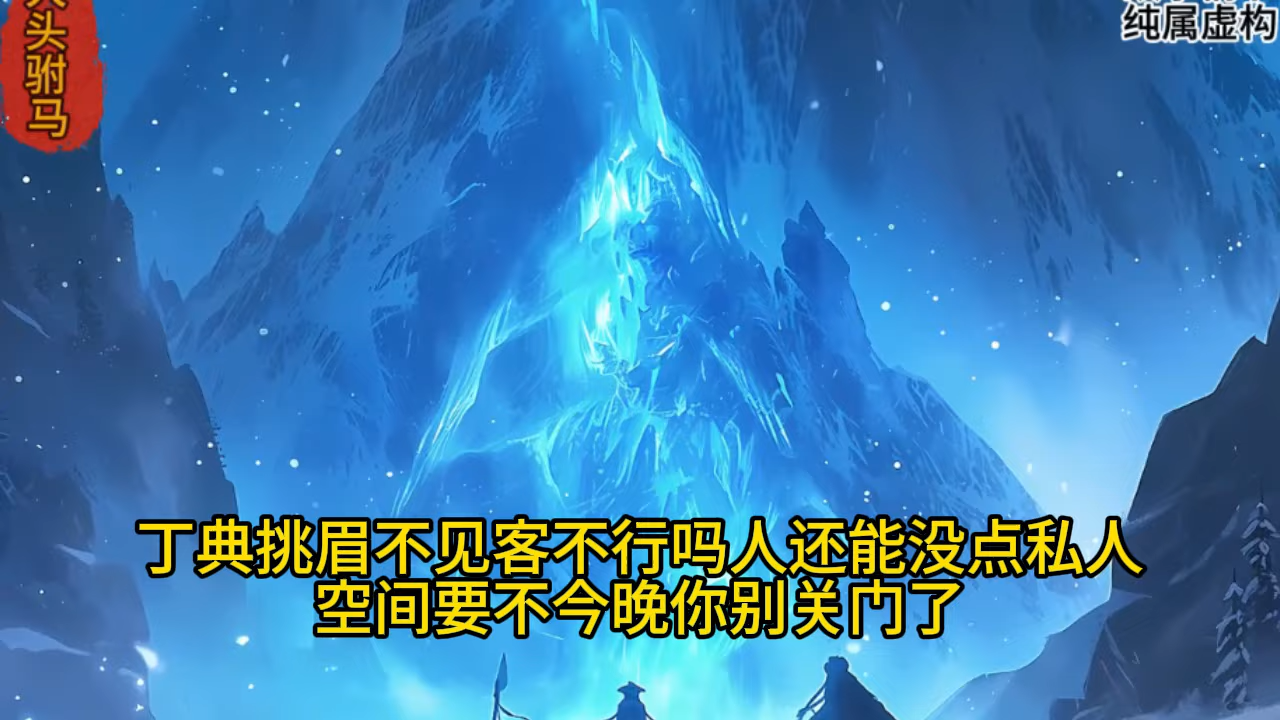 头驸马
纯属虚构
丁典挑眉不见客不行吗人还能没点私人
空间要不今晚你别关门了